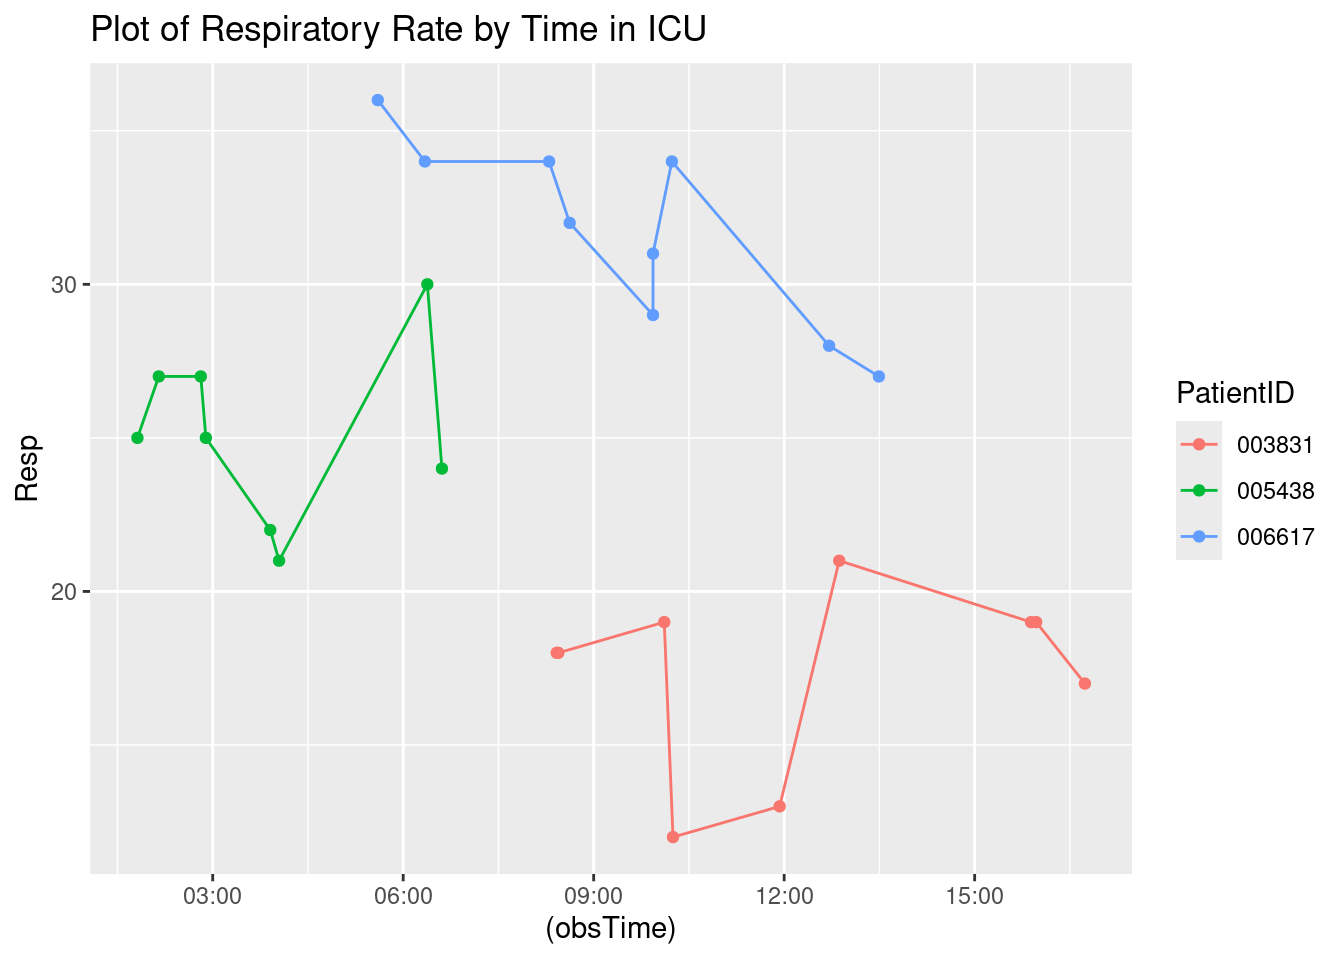 Plot of Respiratory Rate by Time in ICU
30
20
Resp
03:00 06:00 09:00 12:00 15:00
(obsTime)
PatientID
003831
005438
006617